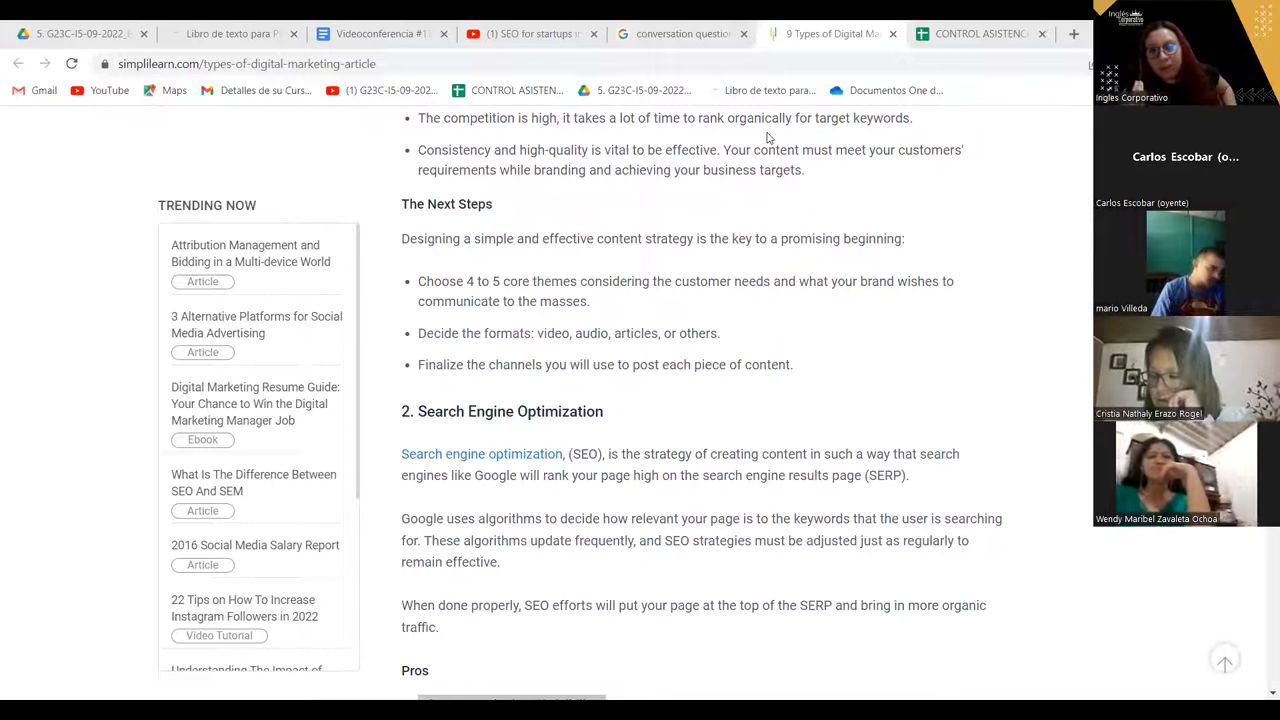 5. G23C-I5-09-2022_I
Libro de texto para P
Videoconferencia #1
(1) SEO for startups i
conversation questio
9 Types of Digital Ma
CONTROL ASISTENC
simplilearn.com/types-of-digital-marketing-article
Gmail
YouTube
Maps
Detalles de su Curs...
(1) G23C-I5-09-202...
CONTROL ASISTEN...
5. G23C-I5-09-2022...
Libro de texto para...
Documentos One d...
The competition is high, it takes a lot of time to rank organically for target keywords.
Consistency and high-quality is vital to be effective. Your content must meet your customers'
requirements while branding and achieving your business targets.
The Next Steps
Designing a simple and effective content strategy is the key to a promising beginning:
Choose 4 to 5 core themes considering the customer needs and what your brand wishes to
communicate to the masses.
Decide the formats: video, audio, articles, or others.
Finalize the channels you will use to post each piece of content.
2. Search Engine Optimization
Search engine optimization, (SEO), is the strategy of creating content in such a way that search
engines like Google will rank your page high on the search engine results page (SERP).
Google uses algorithms to decide how relevant your page is to the keywords that the user is searching
for. These algorithms update frequently, and SEO strategies must be adjusted just as regularly to
remain effective.
When done properly, SEO efforts will put your page at the top of the SERP and bring in more organic
traffic.
Pros
TRENDING NOW
Attribution Management and
Bidding in a Multi-device World
Article
3 Alternative Platforms for Social
Media Advertising
Article
Digital Marketing Resume Guide:
Your Chance to Win the Digital
Marketing Manager Job
Ebook
What Is The Difference Between
SEO And SEM
Article
2016 Social Media Salary Report
Article
22 Tips on How To Increase
Instagram Followers in 2022
Video Tutorial
Understanding The Impact of
Inglés
Corporativo
Ingles Corporativo
Carlos Escobar (o...
Carlos Escobar (oyente)
mario Villeda
Cristia Nathaly Erazo Rogel
Wendy Maribel Zavaleta Ochoa